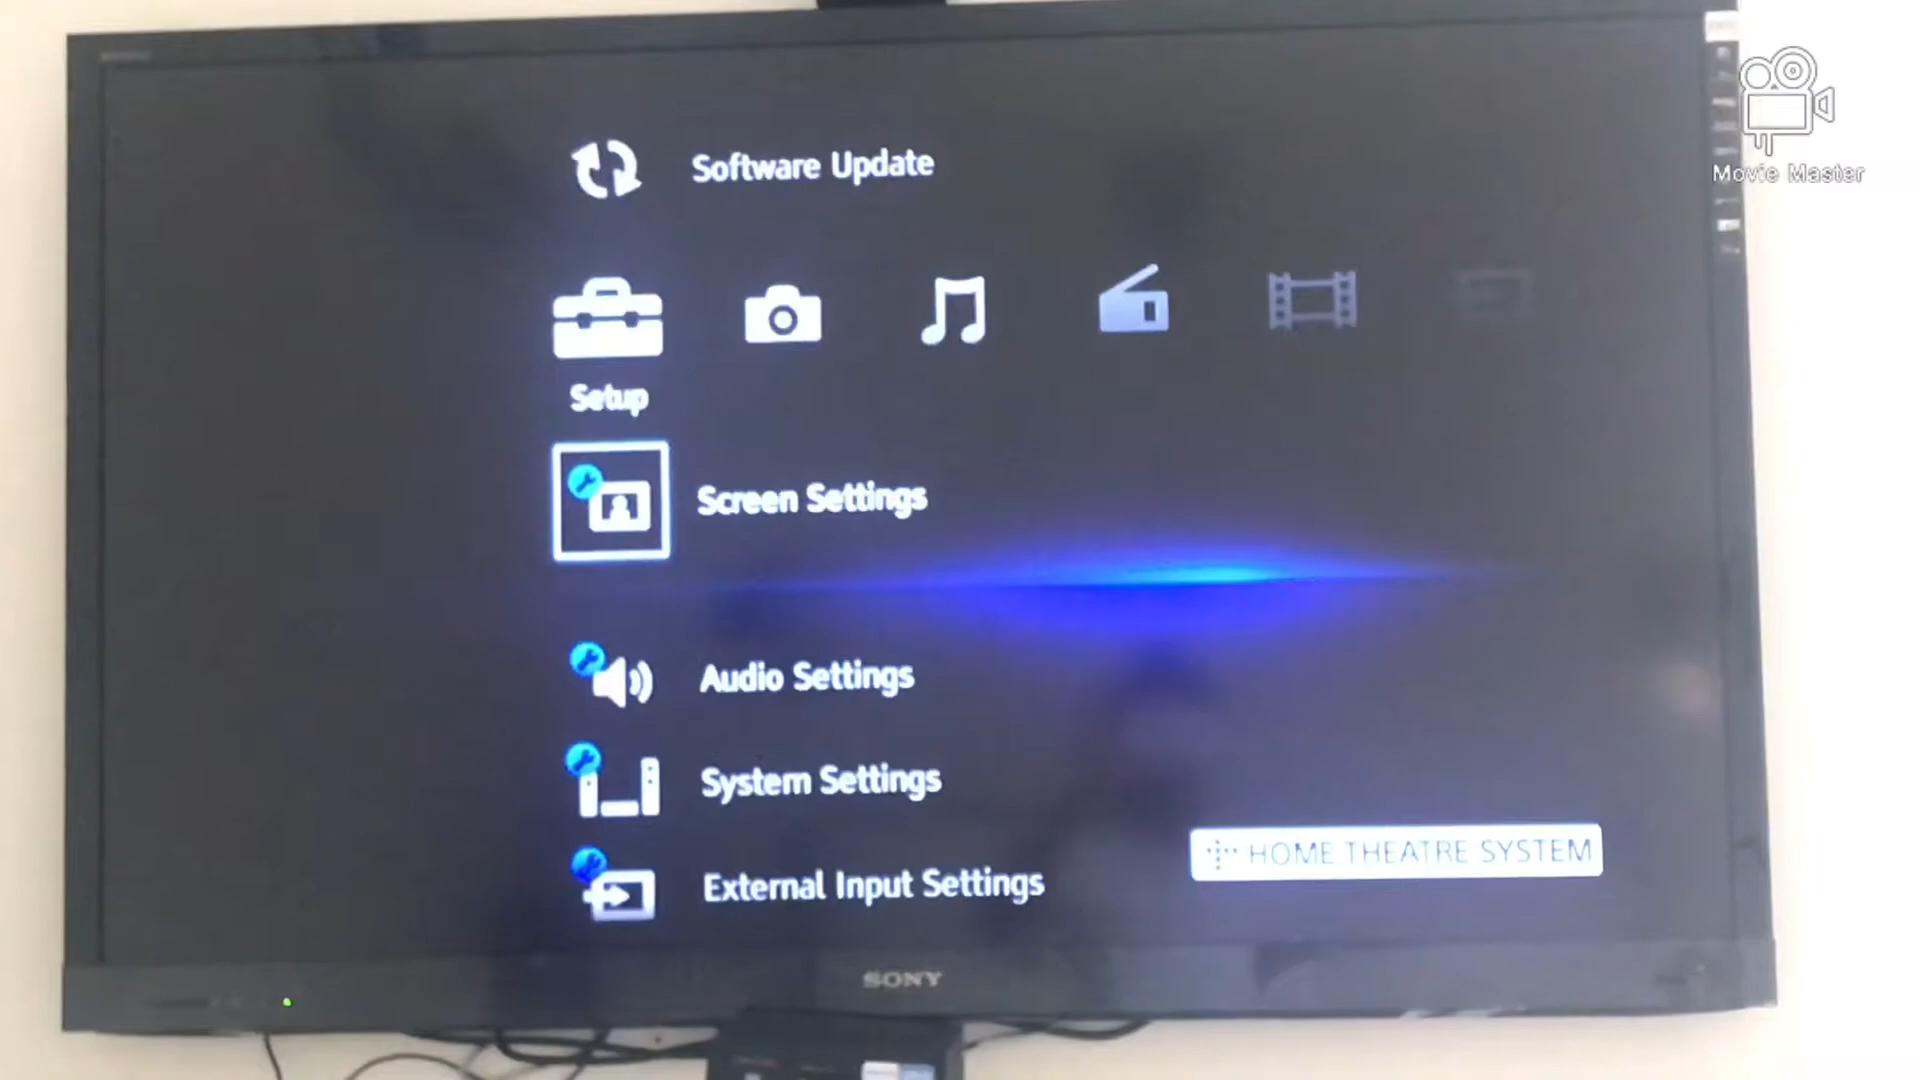 Software Update
Movie Master
Setup
Screen Settings
Audio Settings
System Settings
HOME THEATRE SYSTEM
External Input Settings
SONY